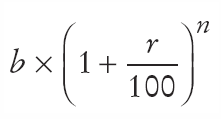 b × (1 + r/100)^n